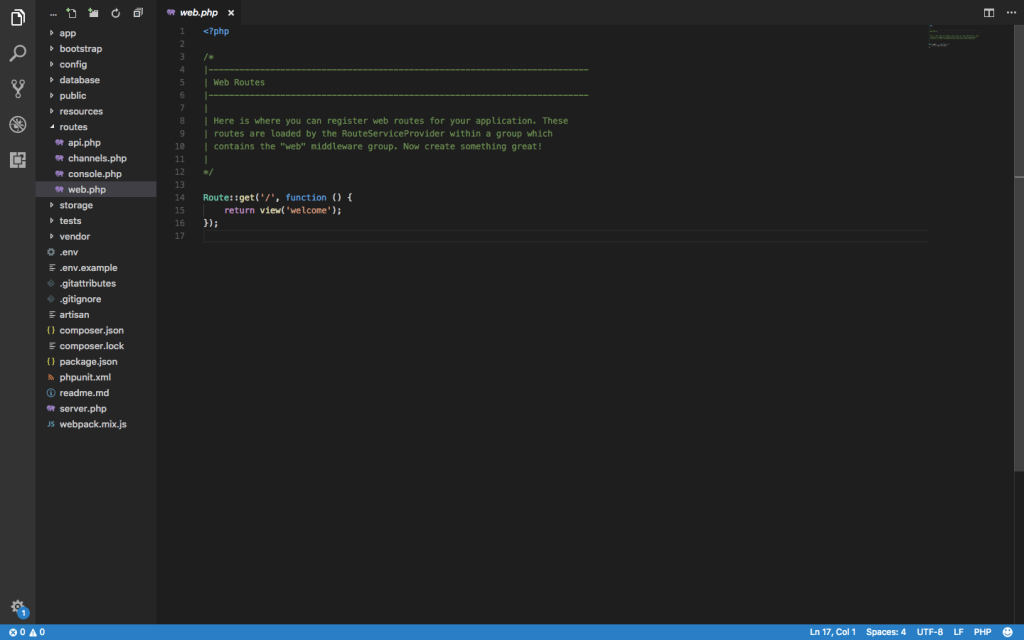 ...
web.php
app
bootstrap
config
database
public
resources
routes
api.php
channels.php
console.php
web.php
storage
tests
vendor
.env
.env.example
.gitattributes
.gitignore
artisan
composer.json
composer.lock
package.json
phpunit.xml
readme.md
server.php
JS webpack.mix.js
1 <?php
2
3 /*
4 |--------------------------------------------------------------------------
5 | Web Routes
6 |--------------------------------------------------------------------------
7 |
8 | Here is where you can register web routes for your application. These
9 | routes are loaded by the RouteServiceProvider within a group which
10 | contains the "web" middleware group. Now create something great!
11 |
12 */
13
14 Route::get('/', function () {
15     return view('welcome');
16 });
17
1
0 0
Ln 17, Col 1 Spaces: 4 UTF-8 LF PHP